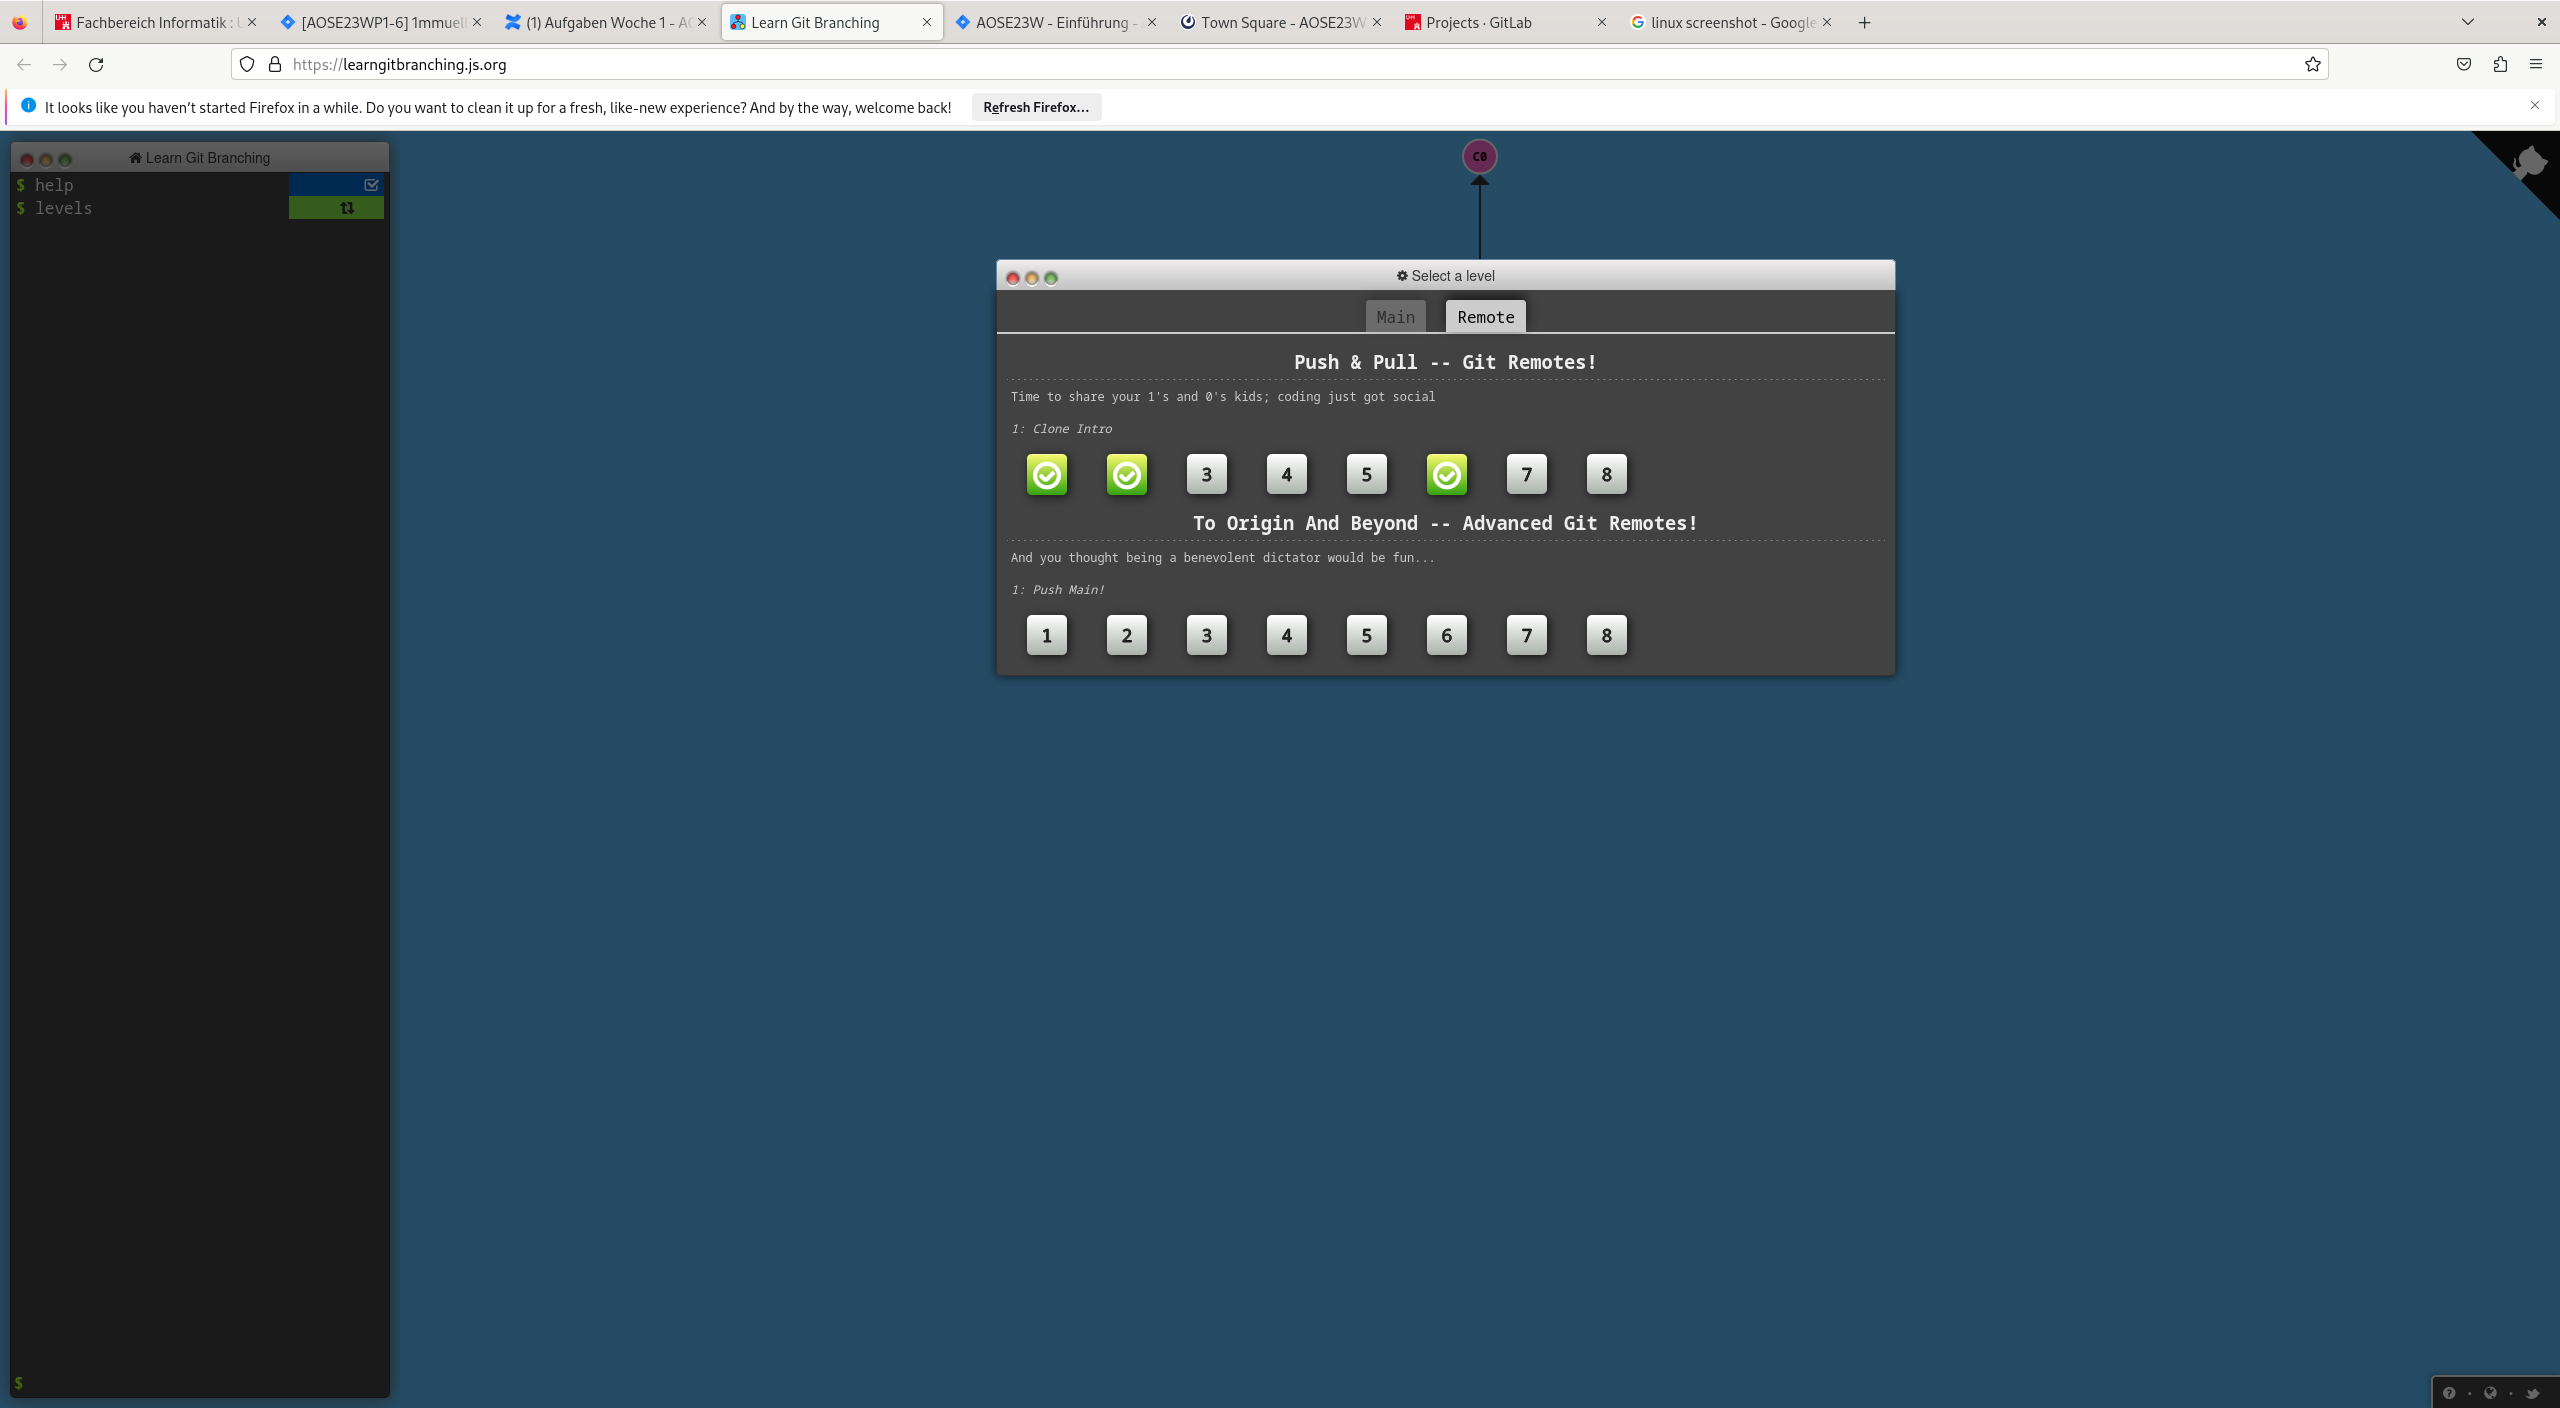 Fachbereich Informatik : U
[AOSE23WP1-6] 1mmuell
(1) Aufgaben Woche 1 - AO
Learn Git Branching
AOSE23W - Einführung -
Town Square - AOSE23W
Projects · GitLab
linux screenshot - Google
https://learngitbranching.js.org
It looks like you haven't started Firefox in a while. Do you want to clean it up for a fresh, like-new experience? And by the way, welcome back!
Refresh Firefox...
Learn Git Branching
$ help
$ levels
$
C0
Select a level
Main
Remote
Push & Pull -- Git Remotes!
Time to share your 1's and 0's kids; coding just got social
1: Clone Intro
3 4 5 7 8
To Origin And Beyond -- Advanced Git Remotes!
And you thought being a benevolent dictator would be fun...
1: Push Main!
1 2 3 4 5 6 7 8